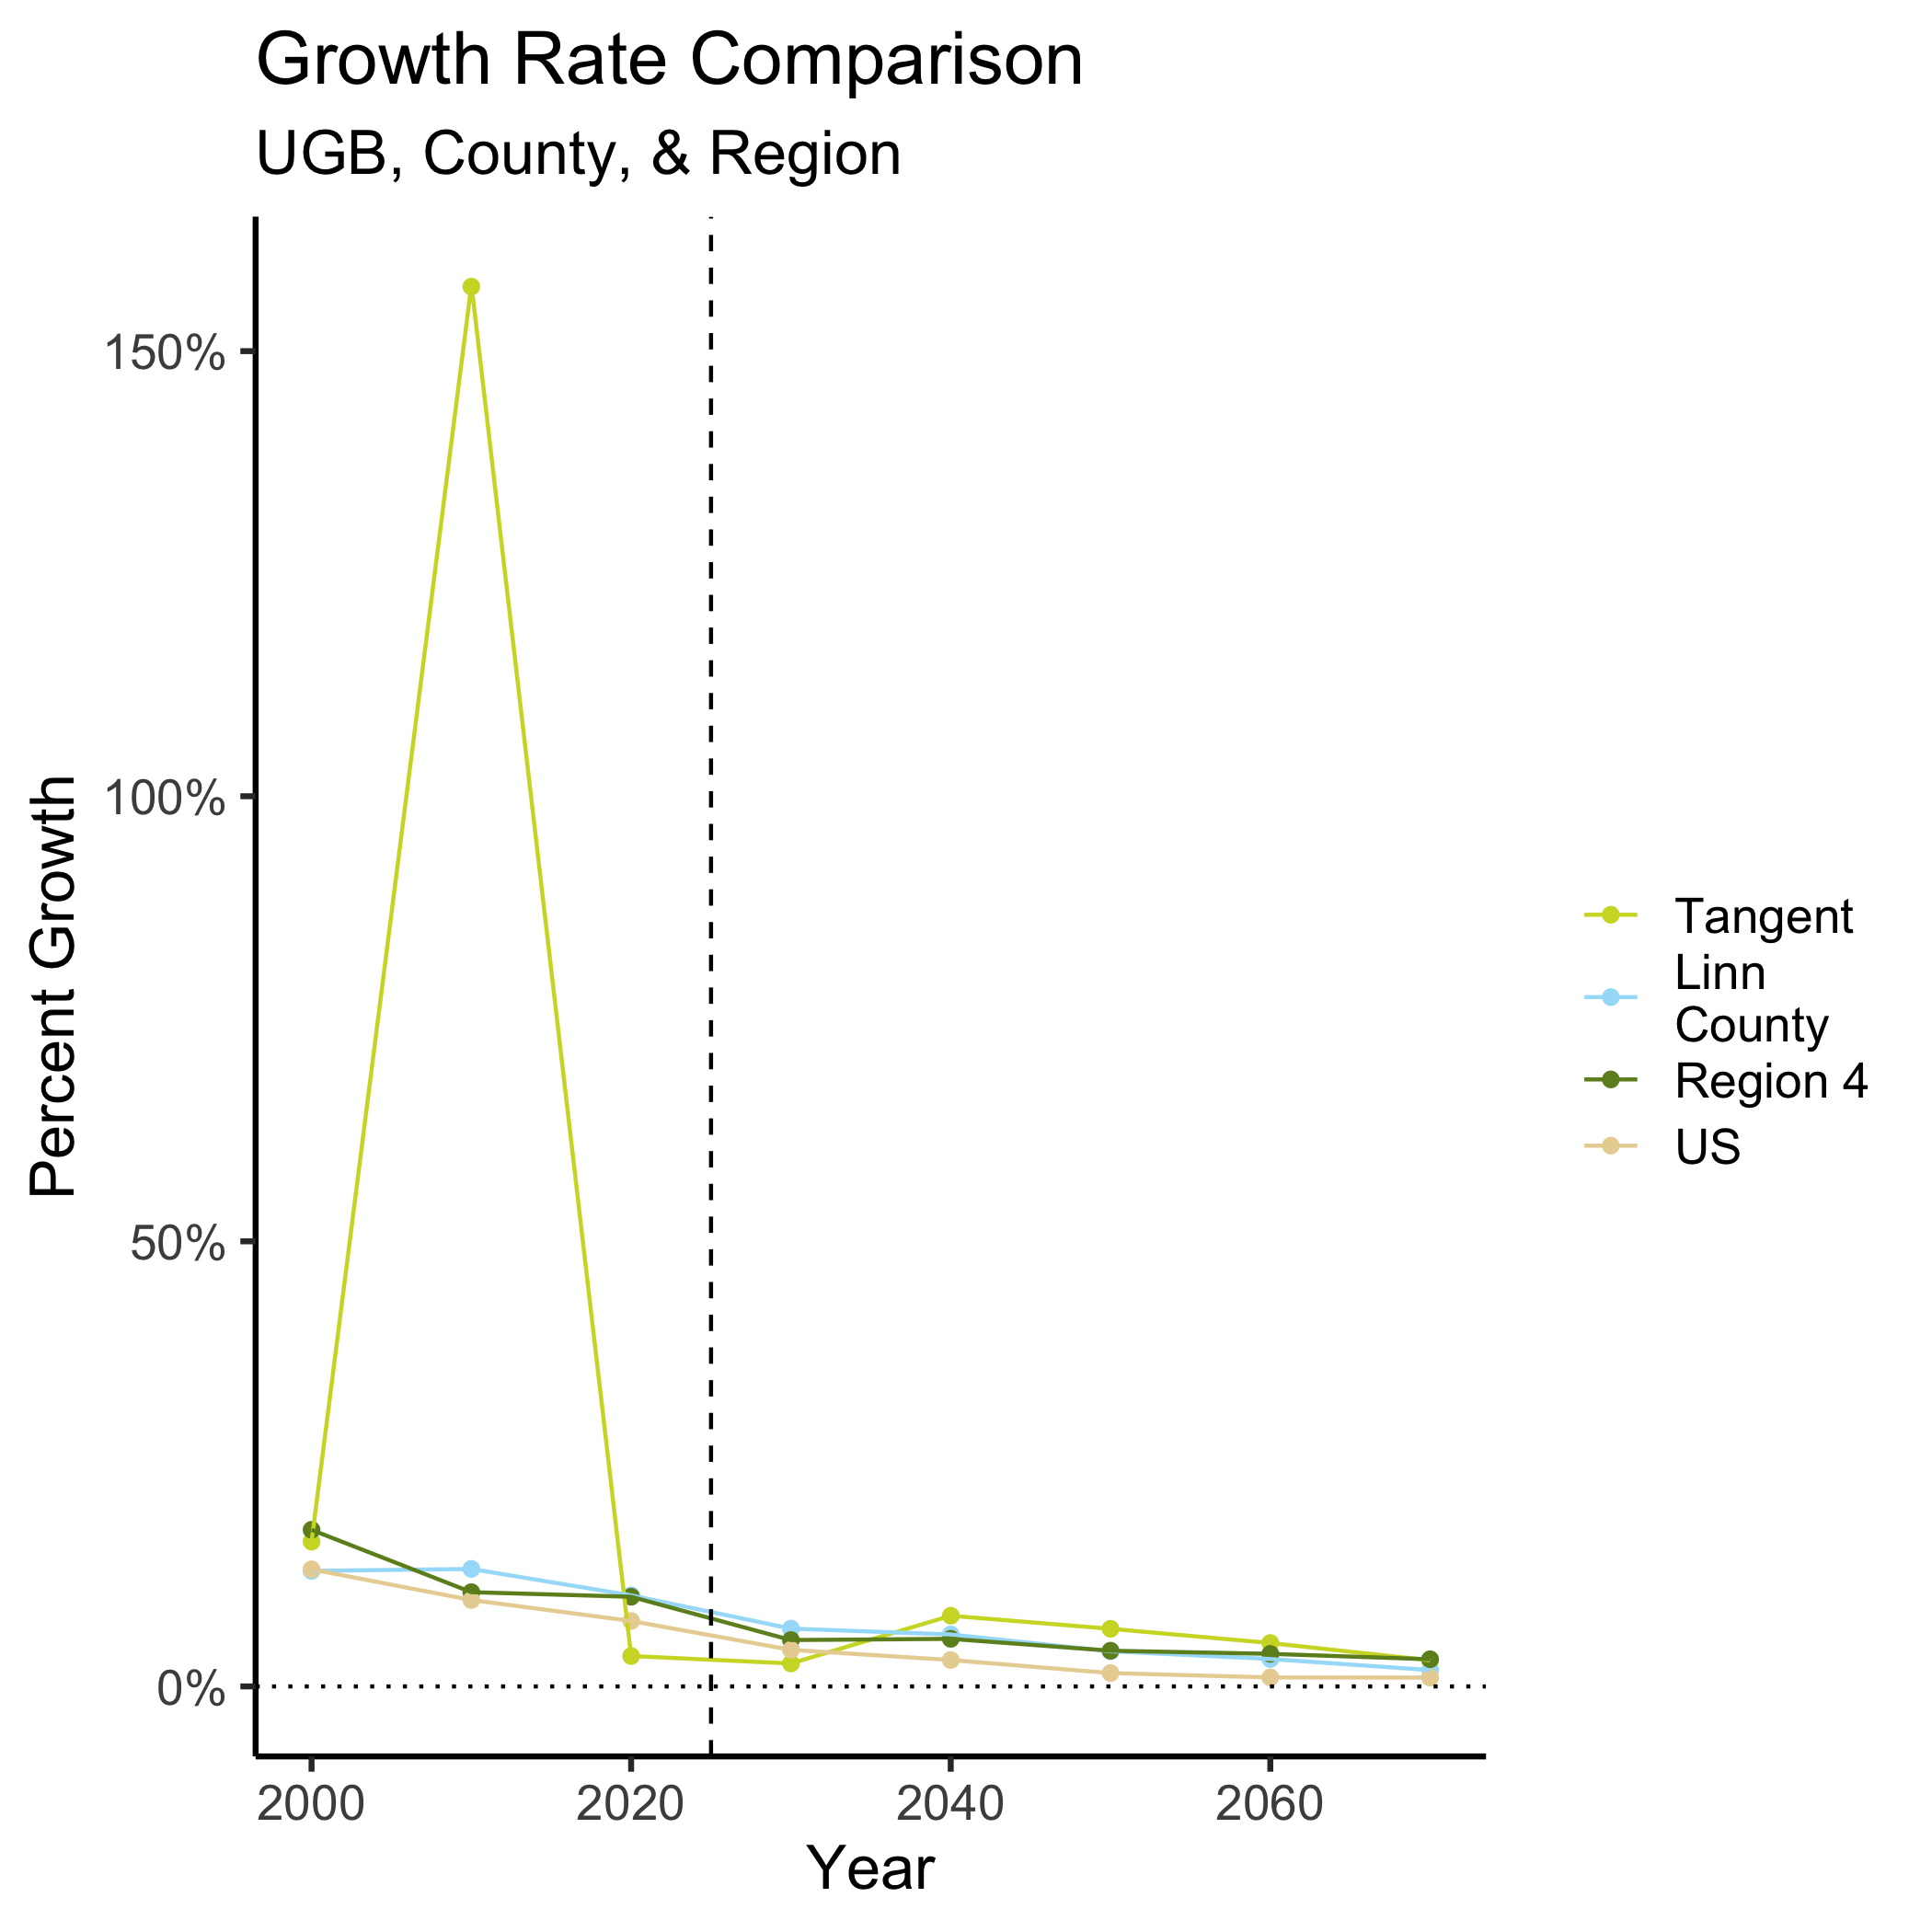 Growth Rate Comparison
UGB, County, & Region
150%
100%
50%
0%
Percent Growth
2000
2020
2040
2060
Year
Tangent
Linn
County
Region 4
US